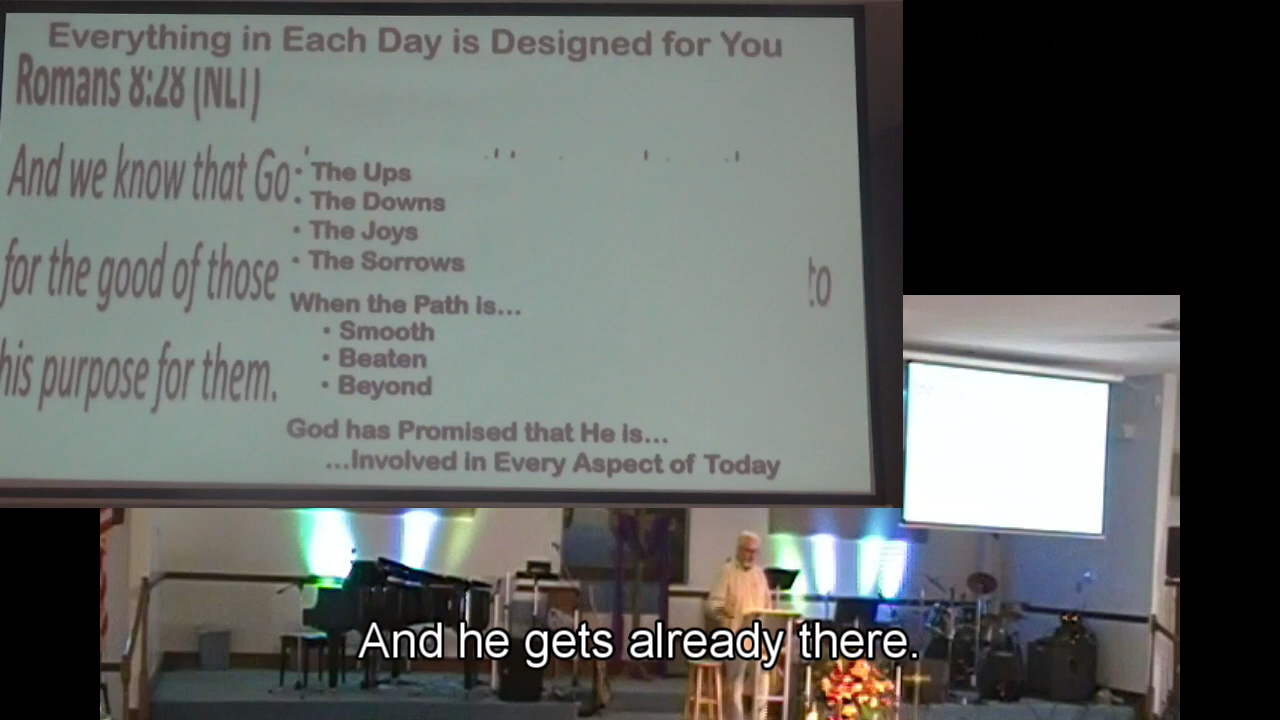 Everything in Each Day is Designed for You
Romans 8:28 (NLT)
And we know that Go
• The Ups
• The Downs
• The Joys
• The Sorrows
for the good of those
to
When the Path is...
• Smooth
• Beaten
• Beyond
his purpose for them.
God has Promised that He is...
...Involved in Every Aspect of Today
And he gets already there.